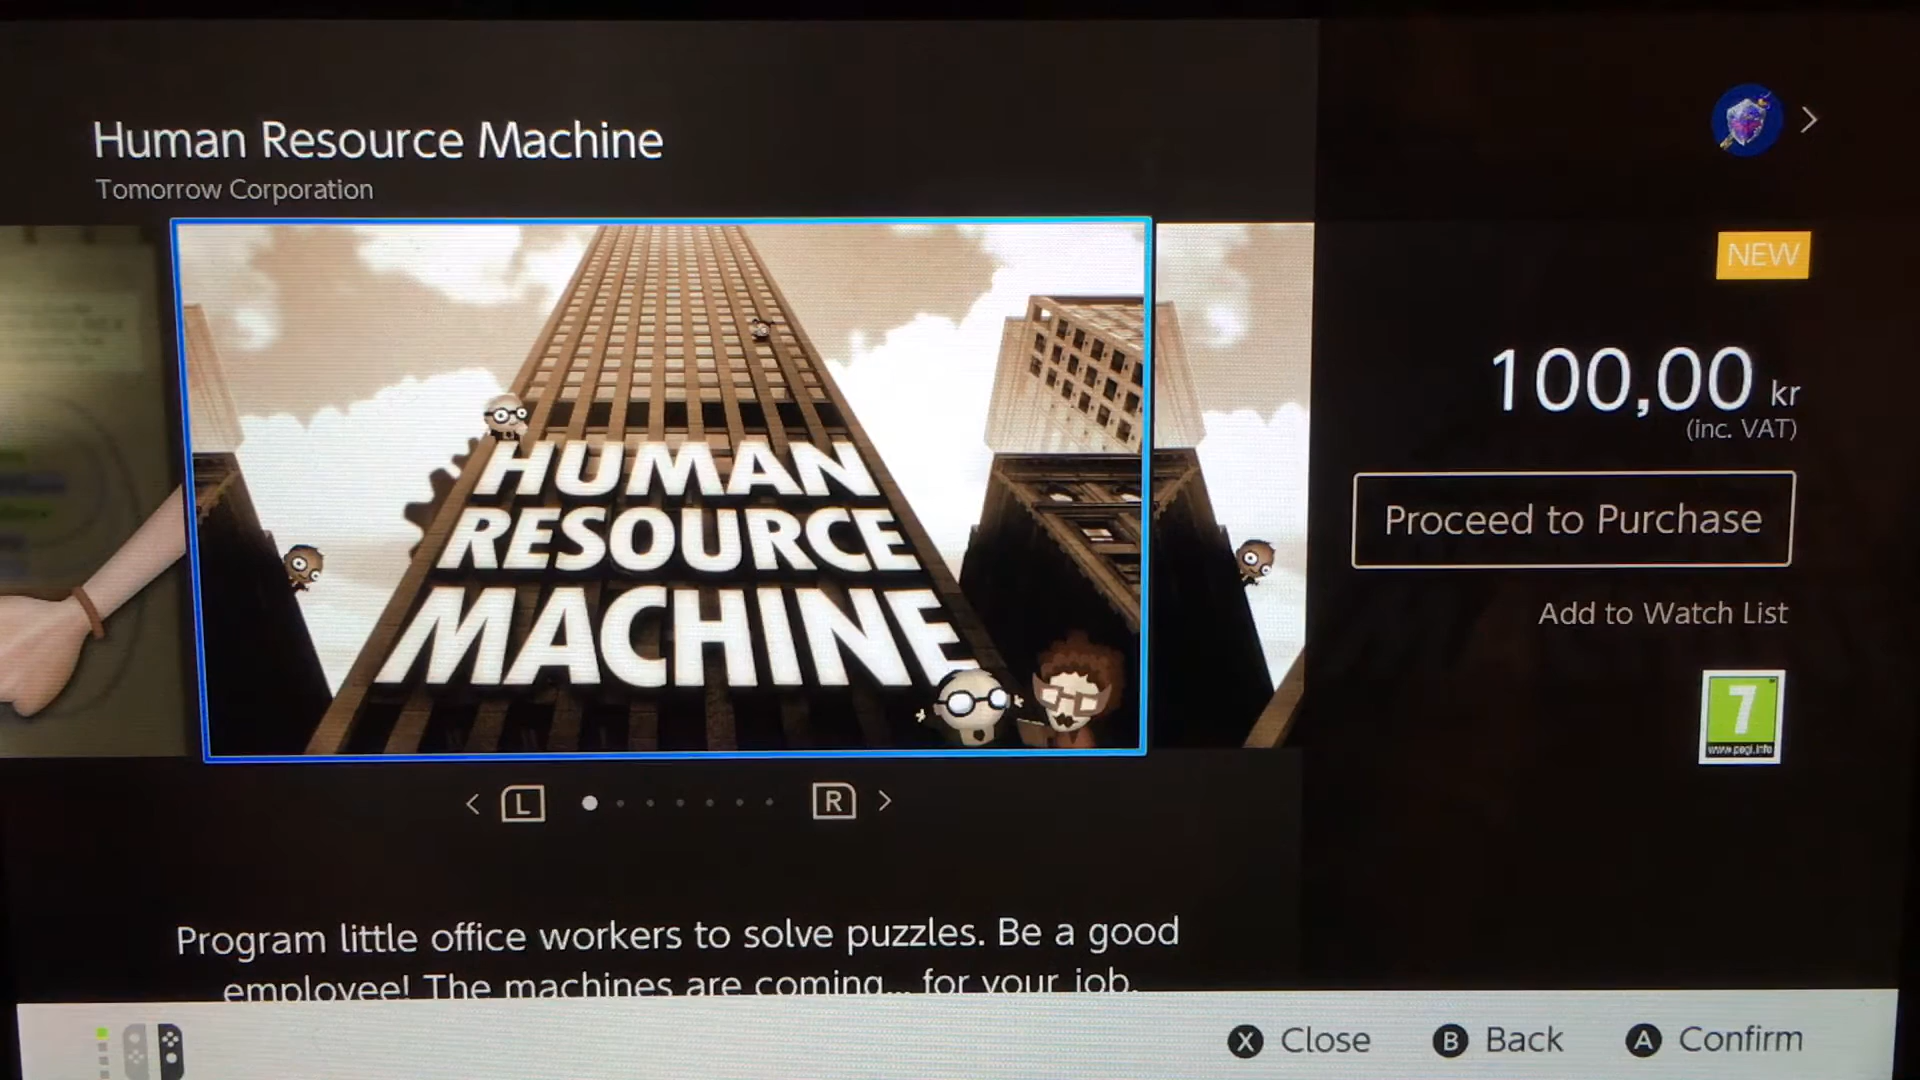 Human Resource Machine
Tomorrow Corporation
NEW
HUMAN
RESOURCE
MACHINE
100,00 kr
(inc. VAT)
Proceed to Purchase
Add to Watch List
7
www.pegi.info
L
R
Program little office workers to solve puzzles. Be a good
employee! The machines are coming... for your job.
X Close B Back A Confirm